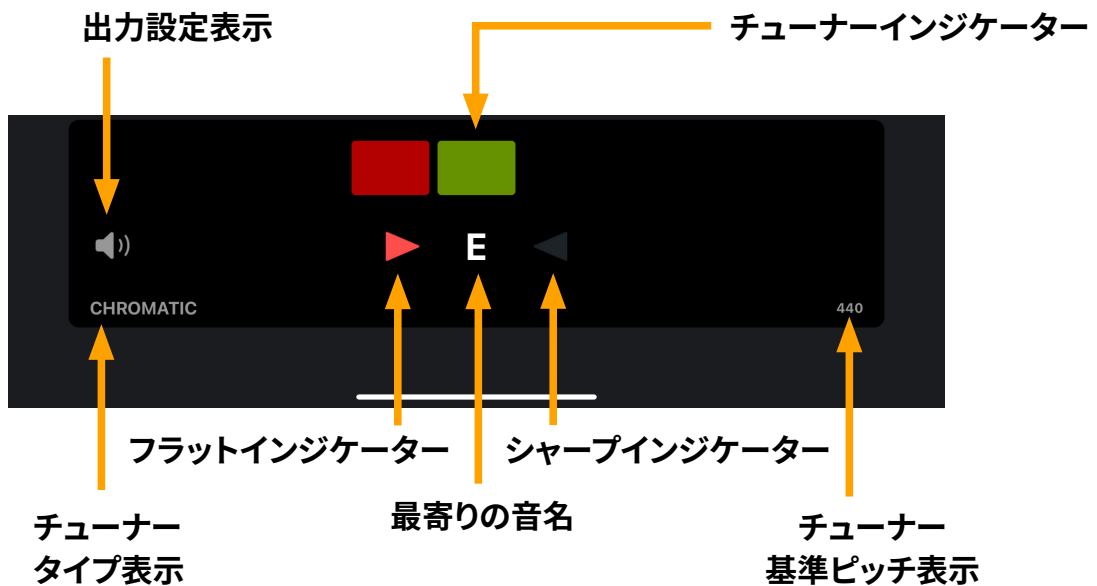 出力設定表示
チューナーインジケーター
E
CHROMATIC
440
フラットインジケーター
シャープインジケーター
最寄りの音名
チューナー
タイプ表示
チューナー
基準ピッチ表示